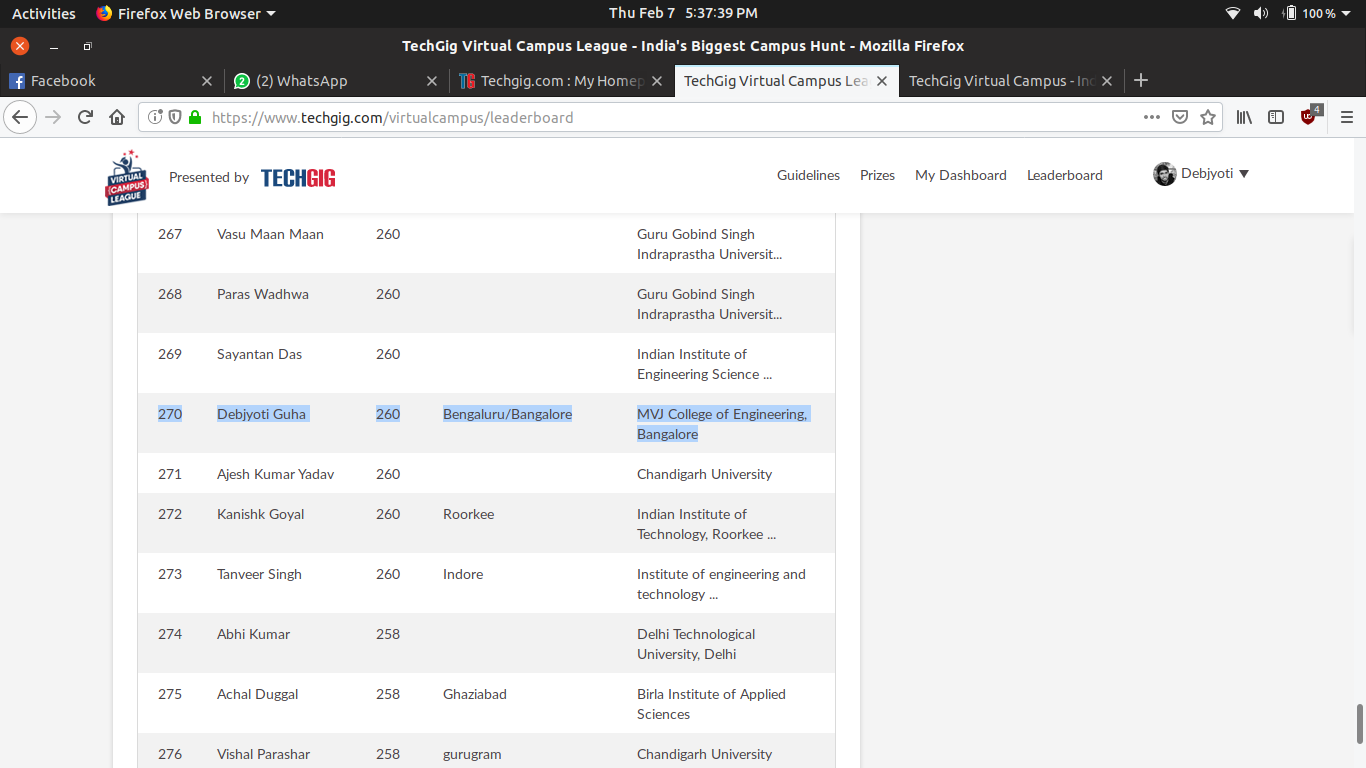 Activities Firefox Web Browser Thu Feb 7 5:37:39 PM 100%
TechGig Virtual Campus League - India's Biggest Campus Hunt - Mozilla Firefox
Facebook (2) WhatsApp Techgig.com : My Homep TechGig Virtual Campus Lea TechGig Virtual Campus - Ind
https://www.techgig.com/virtualcampus/leaderboard 4
VIRTUAL
CAMPUS
LEAGUE
Presented by TECHGIG Guidelines Prizes My Dashboard Leaderboard Debjyoti
267 Vasu Maan Maan 260 Guru Gobind Singh
Indraprastha Universit...
268 Paras Wadhwa 260 Guru Gobind Singh
Indraprastha Universit...
269 Sayantan Das 260 Indian Institute of
Engineering Science ...
270 Debjyoti Guha 260 Bengaluru/Bangalore MVJ College of Engineering,
Bangalore
271 Ajesh Kumar Yadav 260 Chandigarh University
272 Kanishk Goyal 260 Roorkee Indian Institute of
Technology, Roorkee ...
273 Tanveer Singh 260 Indore Institute of engineering and
technology ...
274 Abhi Kumar 258 Delhi Technological
University, Delhi
275 Achal Duggal 258 Ghaziabad Birla Institute of Applied
Sciences
276 Vishal Parashar 258 gurugram Chandigarh University